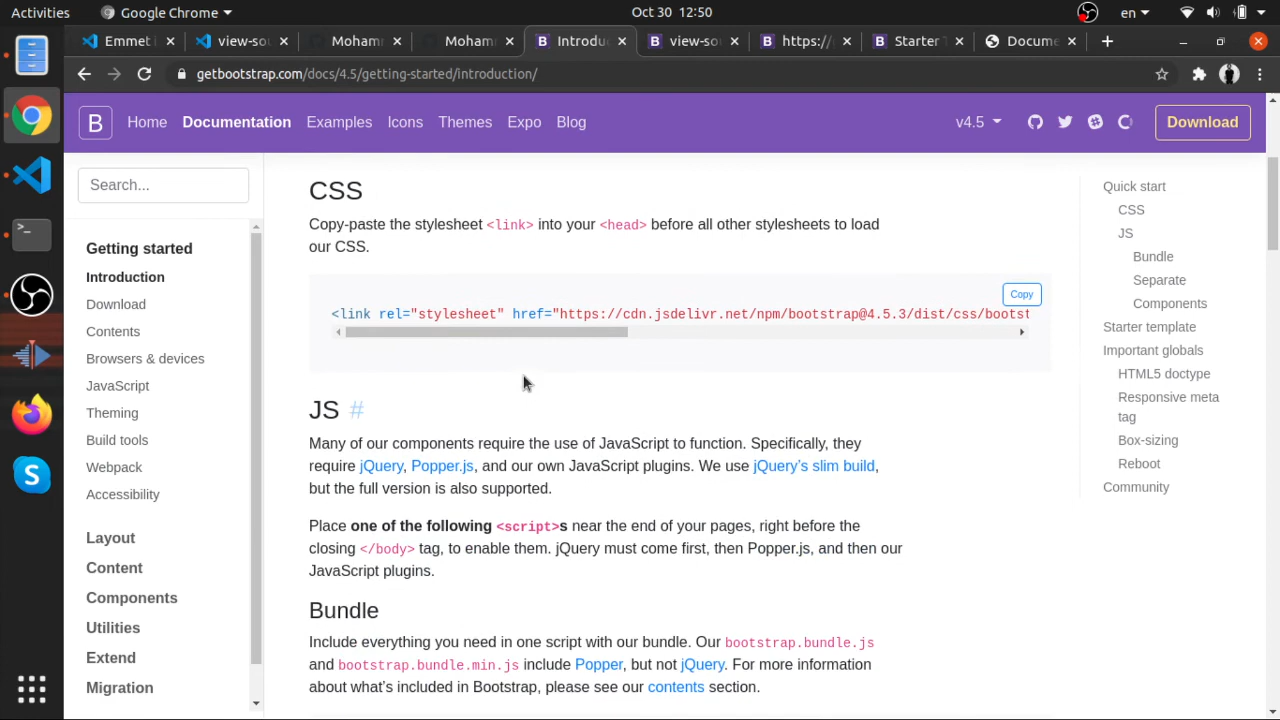 Activities
Google Chrome
Oct 30 12:50
en
Emmet
view-sou
Mohamm
Mohamm
Introduc
view-sou
https://
Starter T
Docume
getbootstrap.com/docs/4.5/getting-started/introduction/
B
Home
Documentation
Examples
Icons
Themes
Expo
Blog
v4.5
Download
Search...
Getting started
Introduction
Download
Contents
Browsers & devices
JavaScript
Theming
Build tools
Webpack
Accessibility
Layout
Content
Components
Utilities
Extend
Migration
CSS
Copy-paste the stylesheet <link> into your <head> before all other stylesheets to load
our CSS.
Copy
<link rel="stylesheet" href="https://cdn.jsdelivr.net/npm/bootstrap@4.5.3/dist/css/bootst
JS #
Many of our components require the use of JavaScript to function. Specifically, they
require jQuery, Popper.js, and our own JavaScript plugins. We use jQuery’s slim build,
but the full version is also supported.
Place one of the following <script>s near the end of your pages, right before the
closing </body> tag, to enable them. jQuery must come first, then Popper.js, and then our
JavaScript plugins.
Bundle
Include everything you need in one script with our bundle. Our bootstrap.bundle.js
and bootstrap.bundle.min.js include Popper, but not jQuery. For more information
about what’s included in Bootstrap, please see our contents section.
Quick start
CSS
JS
Bundle
Separate
Components
Starter template
Important globals
HTML5 doctype
Responsive meta
tag
Box-sizing
Reboot
Community